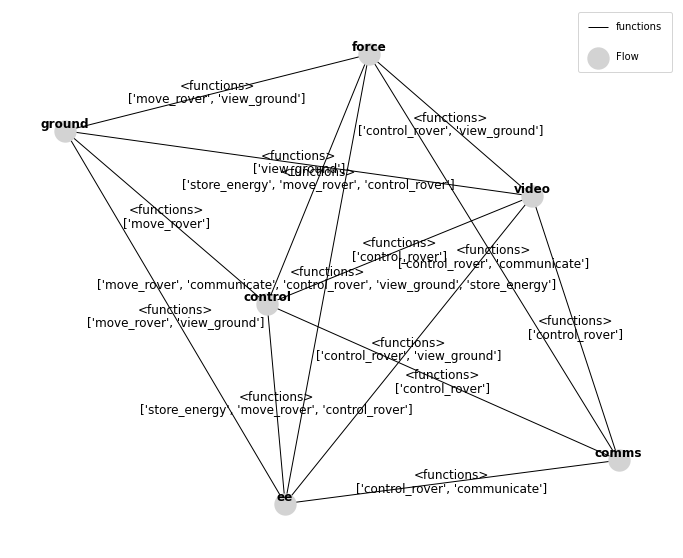 force
functions
Flow
<functions>
['move_rover', 'view_ground']
ground
<functions>
['control_rover', 'view_ground']
<functions>
['view_ground']
<functions>
['store_energy', 'move_rover', 'control_rover']
video
<functions>
['move_rover']
<functions>
['control_rover']
<functions>
['control_rover', 'communicate']
<functions>
['move_rover', 'communicate', 'control_rover', 'view_ground', 'store_energy']
control
<functions>
['move_rover', 'view_ground']
<functions>
['control_rover']
<functions>
['control_rover', 'view_ground']
<functions>
['control_rover']
<functions>
['store_energy', 'move_rover', 'control_rover']
comms
<functions>
['control_rover', 'communicate']
ee